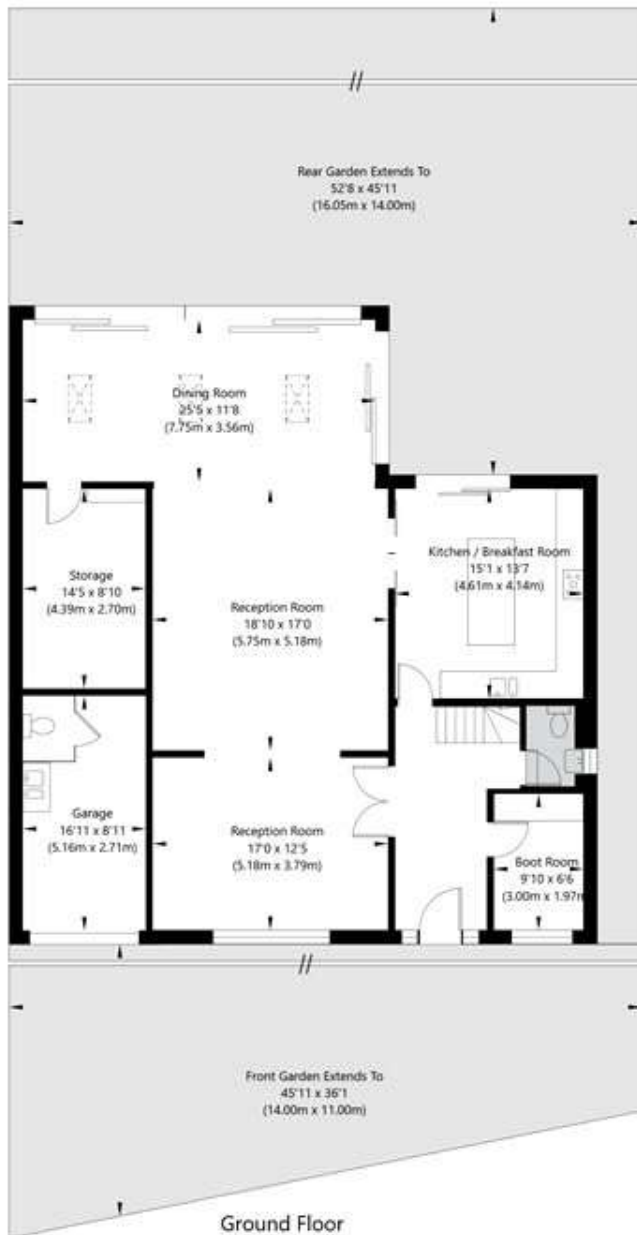 Rear Garden Extends To
52'8 x 45'11
(16.05m x 14.00m)
Dining Room
25'5 x 11'8
(7.75m x 3.56m)
Storage
14'5 x 8'10
(4.39m x 2.70m)
Kitchen / Breakfast Room
15'1 x 13'7
(4.61m x 4.14m)
Reception Room
18'10 x 17'0
(5.75m x 5.18m)
Garage
16'11 x 8'11
(5.16m x 2.71m)
Reception Room
17'0 x 12'5
(5.18m x 3.79m)
Boot Room
9'10 x 6'6
(3.00m x 1.97m
Front Garden Extends To
45'11 x 36'1
(14.00m x 11.00m)
Ground Floor